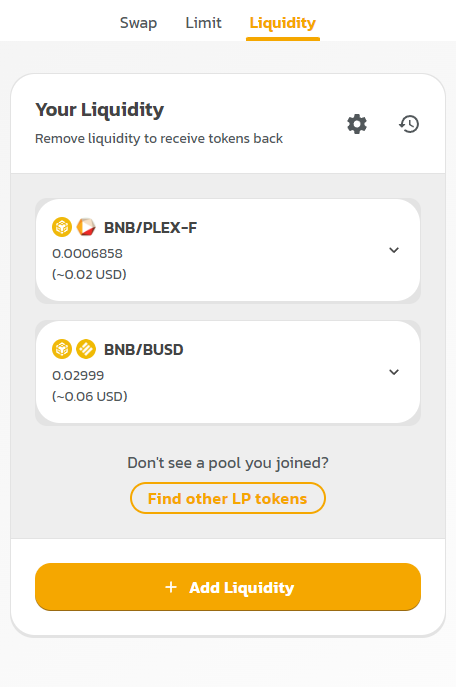 Swap Limit Liquidity
Your Liquidity
Remove liquidity to receive tokens back
BNB/PLEX-F
0.0006858
(~0.02 USD)
BNB/BUSD
0.02999
(~0.06 USD)
Don't see a pool you joined?
Find other LP tokens
+ Add Liquidity